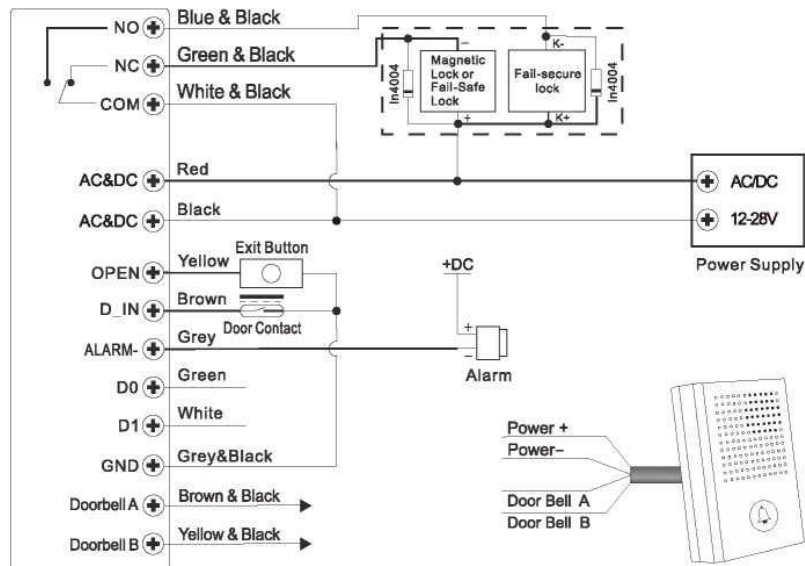 NO
Blue & Black
NC
Green & Black
COM
White & Black
In4004
−
Magnetic
Lock or
Fail-Safe
Lock
+
K-
Fail-secure
lock
K+
In4004
AC&DC
Red
AC/DC
AC&DC
Black
12-28V
Power Supply
OPEN
Yellow
Exit Button
D_IN
Brown
Door Contact
+DC
+
−
Alarm
ALARM-
Grey
D0
Green
D1
White
GND
Grey&Black
Doorbell A
Brown & Black
Doorbell B
Yellow & Black
Power +
Power−
Door Bell A
Door Bell B